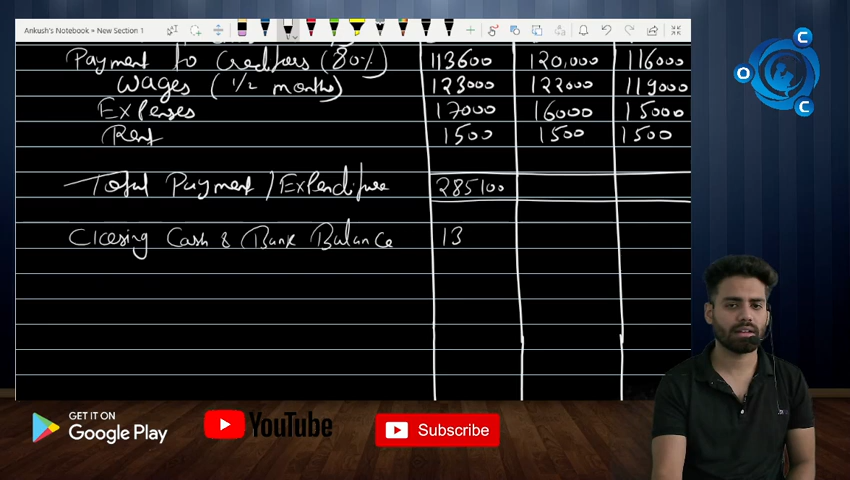 Ankush's Notebook » New Section 1
Payment to Creditors (80%) 113600 120,000 116000
Wages (1/2 months) 123000 122000 119000
Expenses 17000 16000 15000
Rent 1500 1500 1500
Total Payment / Expenditure 285100
Closing Cash & Bank Balance 13
C
O
C
GET IT ON
Google Play
YouTube
Subscribe